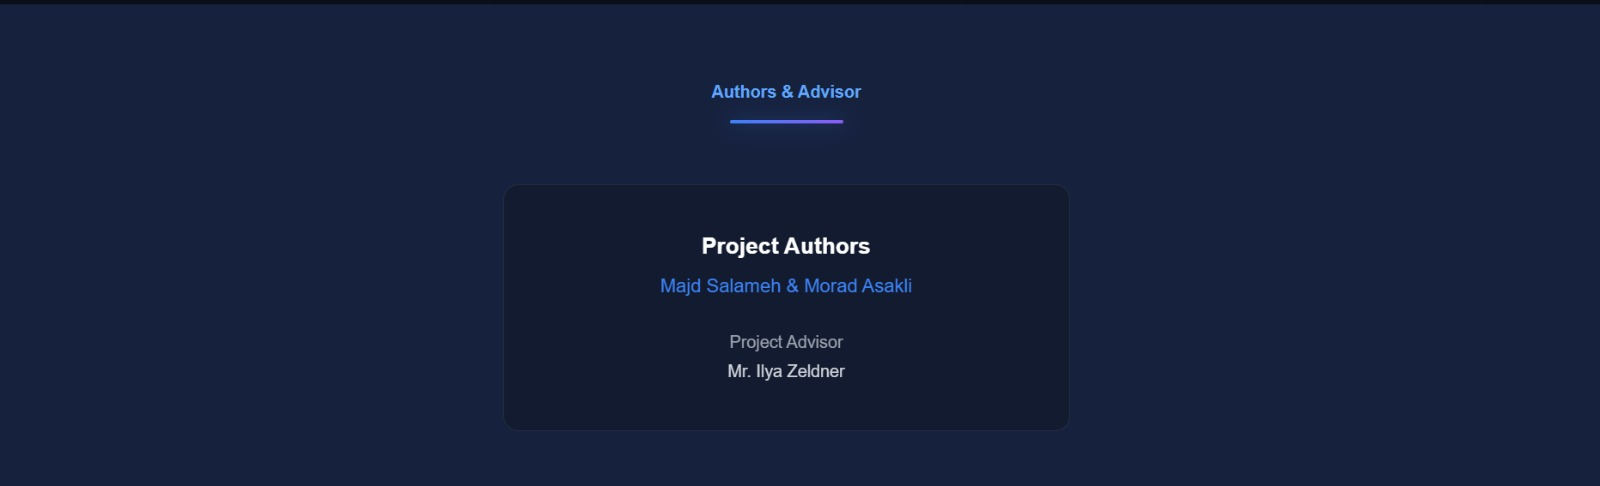 Authors & Advisor
Project Authors
Majd Salameh & Morad Asakli
Project Advisor
Mr. Ilya Zeldner